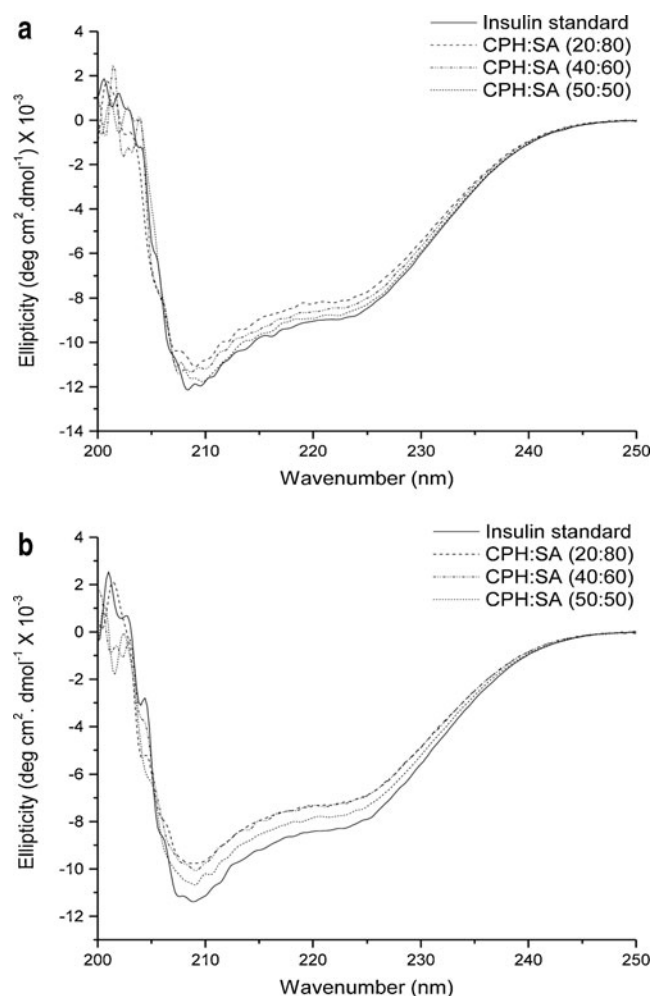 a
Insulin standard
CPH:SA (20:80)
CPH:SA (40:60)
CPH:SA (50:50)
Ellipticity (deg cm².dmol⁻¹) X 10⁻³
4
2
0
-2
-4
-6
-8
-10
-12
-14
200 210 220 230 240 250
Wavenumber (nm)
b
Insulin standard
CPH:SA (20:80)
CPH:SA (40:60)
CPH:SA (50:50)
Ellipticity (deg cm². dmol⁻¹) X 10⁻³
4
2
0
-2
-4
-6
-8
-10
-12
200 210 220 230 240 250
Wavenumber (nm)